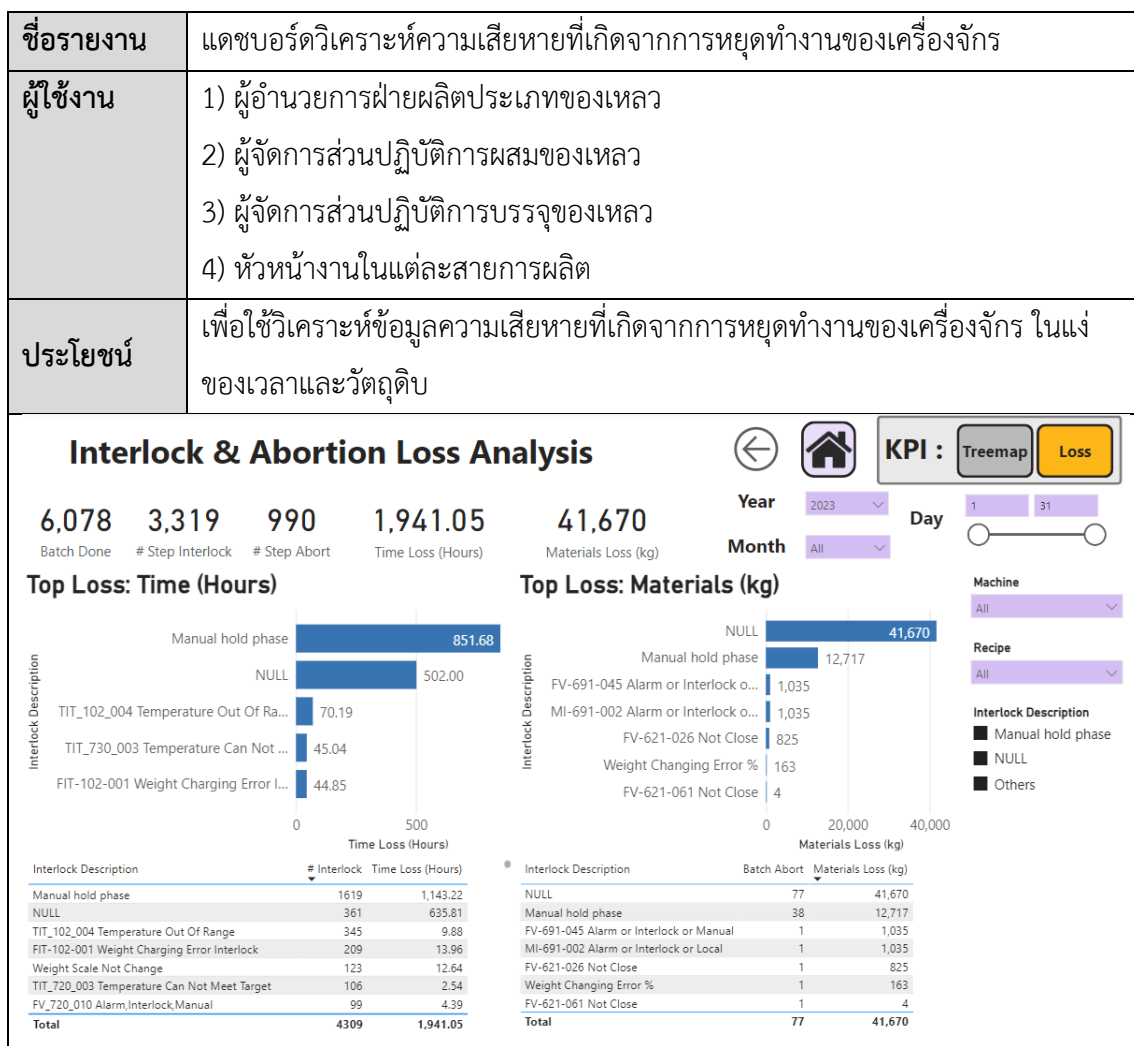 ชื่อรายงาน
แดชบอร์ดวิเคราะห์ความเสียหายที่เกิดจากการหยุดทำงานของเครื่องจักร
ผู้ใช้งาน
1) ผู้อำนวยการฝ่ายผลิตประเภทของเหลว
2) ผู้จัดการส่วนปฏิบัติการผสมของเหลว
3) ผู้จัดการส่วนปฏิบัติการบรรจุของเหลว
4) หัวหน้างานในแต่ละสายการผลิต
ประโยชน์
เพื่อใช้วิเคราะห์ข้อมูลความเสียหายที่เกิดจากการหยุดทำงานของเครื่องจักร ในแง่
ของเวลาและวัตถุดิบ
Interlock & Abortion Loss Analysis
KPI :
Treemap
Loss
6,078
Batch Done
3,319
# Step Interlock
990
# Step Abort
1,941.05
Time Loss (Hours)
41,670
Materials Loss (kg)
Year
2023
Month
All
Day
1
31
Machine
All
Recipe
All
Interlock Description
Manual hold phase
NULL
Others
Top Loss: Time (Hours)
Interlock Description
Manual hold phase 851.68
NULL 502.00
TIT_102_004 Temperature Out Of Ra... 70.19
TIT_730_003 Temperature Can Not ... 45.04
FIT-102-001 Weight Charging Error I... 44.85
0 500
Time Loss (Hours)
Top Loss: Materials (kg)
Interlock Description
NULL 41,670
Manual hold phase 12,717
FV-691-045 Alarm or Interlock o... 1,035
MI-691-002 Alarm or Interlock o... 1,035
FV-621-026 Not Close 825
Weight Changing Error % 163
FV-621-061 Not Close 4
0 20,000 40,000
Materials Loss (kg)
Interlock Description # Interlock Time Loss (Hours)
Manual hold phase 1619 1,143.22
NULL 361 635.81
TIT_102_004 Temperature Out Of Range 345 9.88
FIT-102-001 Weight Charging Error Interlock 209 13.96
Weight Scale Not Change 123 12.64
TIT_720_003 Temperature Can Not Meet Target 106 2.54
FV_720_010 Alarm,Interlock,Manual 99 4.39
Total 4309 1,941.05
Interlock Description Batch Abort Materials Loss (kg)
NULL 77 41,670
Manual hold phase 38 12,717
FV-691-045 Alarm or Interlock or Manual 1 1,035
MI-691-002 Alarm or Interlock or Local 1 1,035
FV-621-026 Not Close 1 825
Weight Changing Error % 1 163
FV-621-061 Not Close 1 4
Total 77 41,670